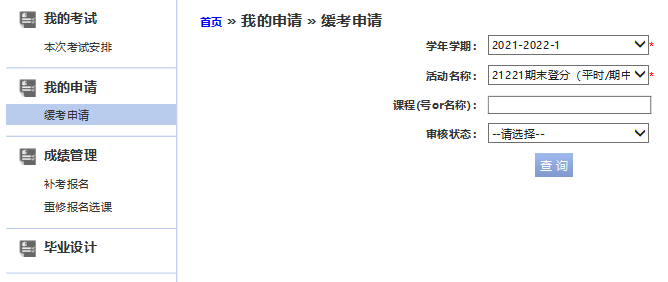 我的考试
本次考试安排
我的申请
缓考申请
成绩管理
补考报名
重修报名选课
毕业设计
首页 » 我的申请 » 缓考申请
学年学期： 2021-2022-1 *
活动名称： 21221期末登分（平时/期中 *
课程(号or名称)：
审核状态： --请选择--
查 询